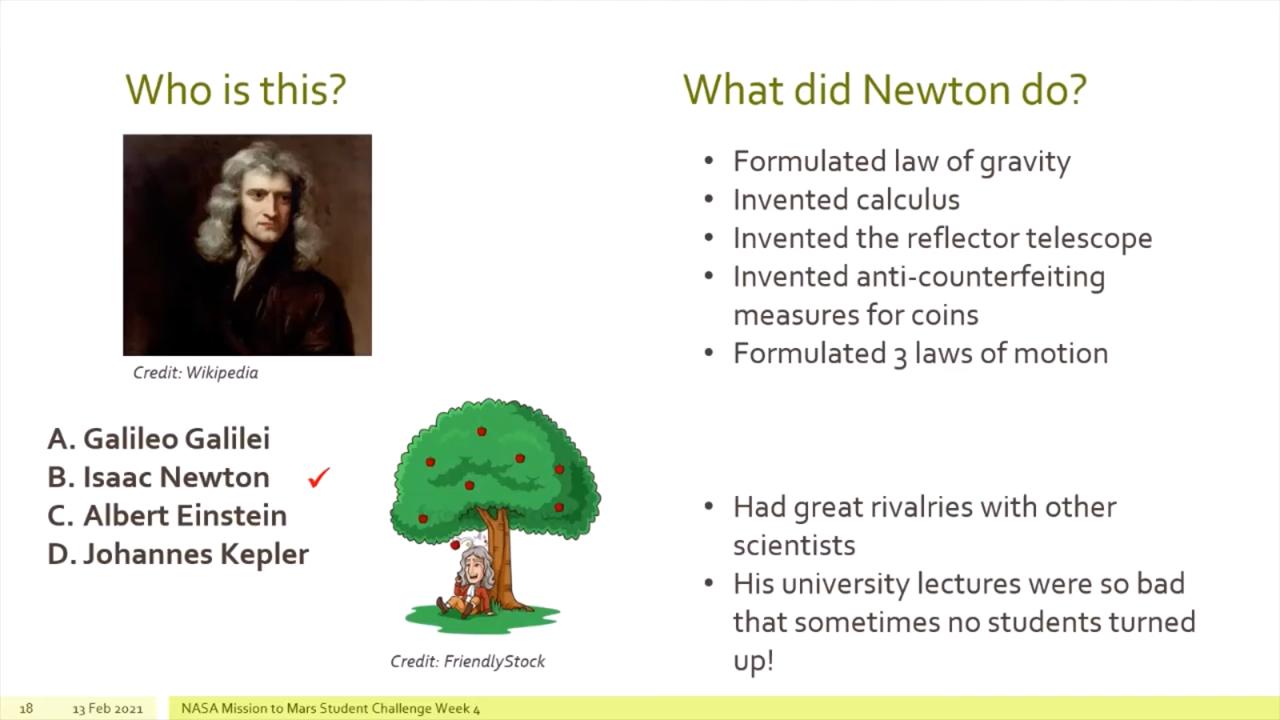 Who is this?
Credit: Wikipedia
A. Galileo Galilei
B. Isaac Newton ✓
C. Albert Einstein
D. Johannes Kepler
Credit: FriendlyStock
What did Newton do?
• Formulated law of gravity
• Invented calculus
• Invented the reflector telescope
• Invented anti-counterfeiting
measures for coins
• Formulated 3 laws of motion
• Had great rivalries with other
scientists
• His university lectures were so bad
that sometimes no students turned
up!
18 13 Feb 2021 NASA Mission to Mars Student Challenge Week 4